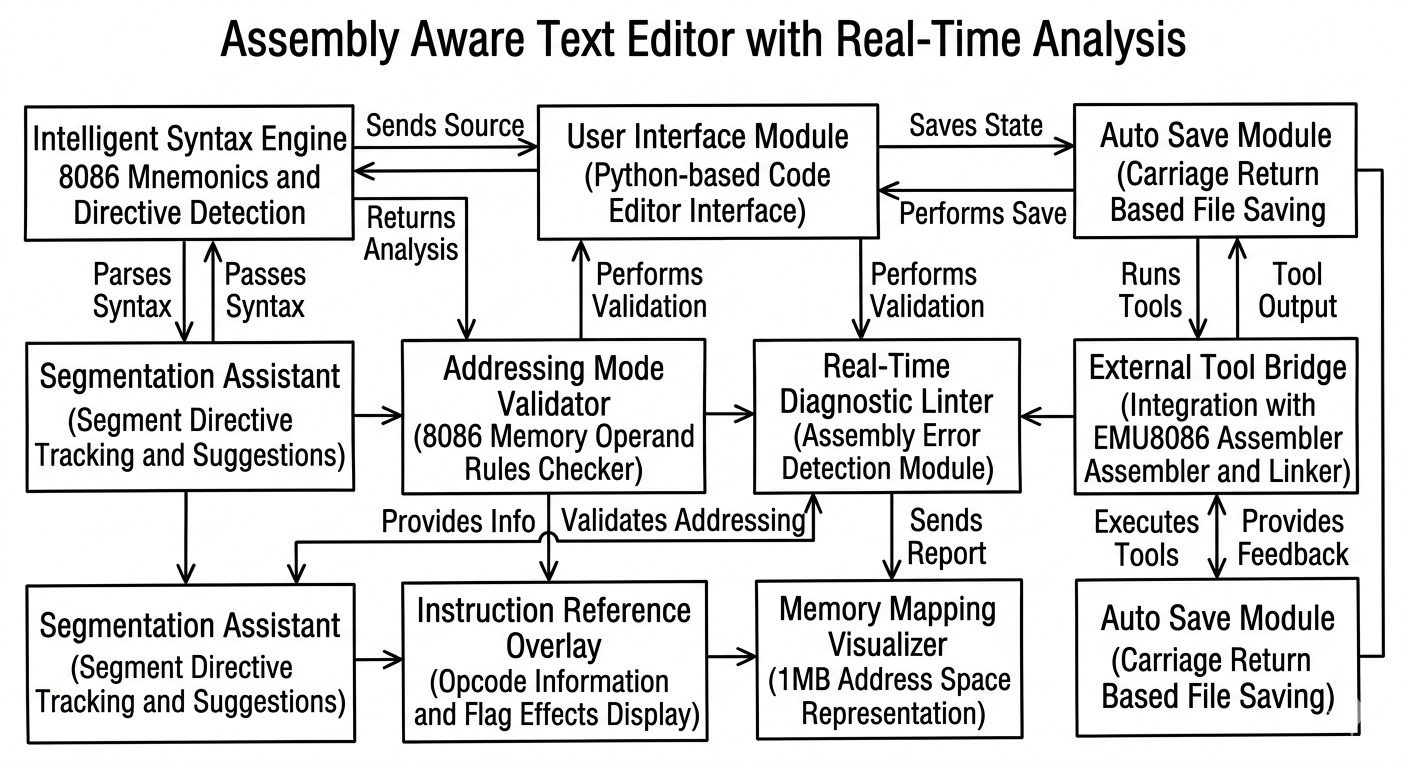 Assembly Aware Text Editor with Real-Time Analysis
Intelligent Syntax Engine
8086 Mnemonics and
Directive Detection
Sends Source
User Interface Module
(Python-based Code
Editor Interface)
Saves State
Performs Save
Auto Save Module
(Carriage Return
Based File Saving
Returns
Analysis
Parses
Syntax
Passes
Syntax
Performs
Validation
Performs
Validation
Runs
Tools
Tool
Output
Segmentation Assistant
(Segment Directive
Tracking and Suggestions)
Addressing Mode
Validator
(8086 Memory Operand
Rules Checker)
Real-Time
Diagnostic Linter
(Assembly Error
Detection Module)
External Tool Bridge
(Integration with
EMU8086 Assembler
Assembler and Linker)
Provides Info
Validates Addressing
Sends
Report
Executes
Tools
Provides
Feedback
Segmentation Assistant
(Segment Directive
Tracking and Suggestions)
Instruction Reference
Overlay
(Opcode Information
and Flag Effects Display)
Memory Mapping
Visualizer
(1MB Address Space
Representation)
Auto Save Module
(Carriage Return
Based File Saving)